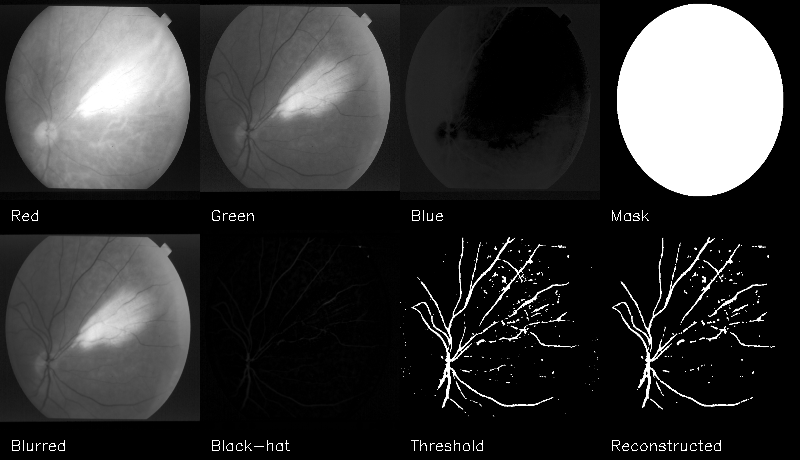 Red
Green
Blue
Mask
Blurred
Black-hat
Threshold
Reconstructed